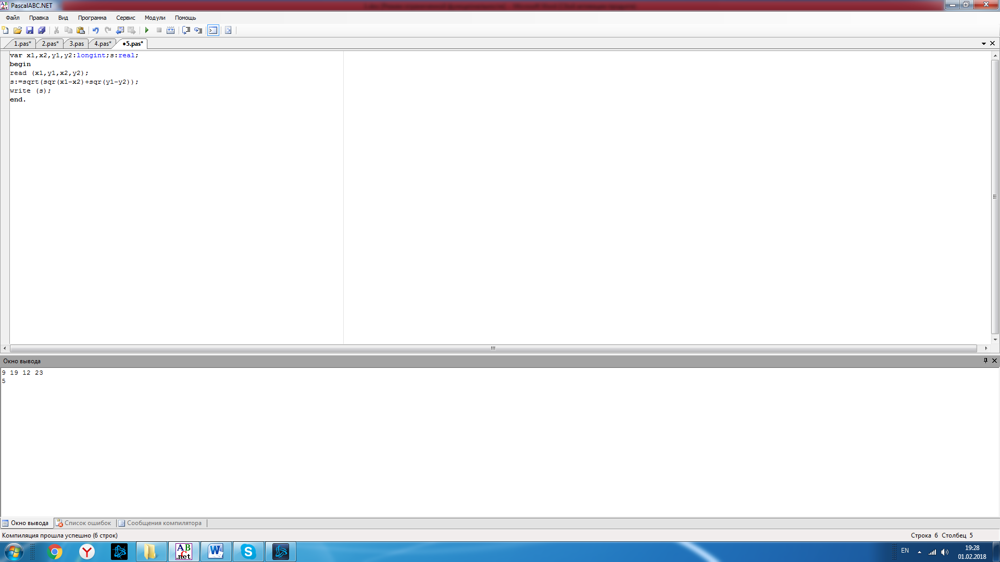 PascalABC.NET
Файл Правка Вид Программа Сервис Модули Помощь
1.pas* 2.pas* 3.pas 4.pas* •5.pas*
var x1,x2,y1,y2:longint;s:real;
begin
read (x1,y1,x2,y2);
s:=sqrt(sqr(x1-x2)+sqr(y1-y2));
write (s);
end.
Окно вывода
9 19 12 23
5
Окно вывода Список ошибок Сообщения компилятора
Компиляция прошла успешно (6 строк) Строка 6 Столбец 5
EN 19:28
01.02.2018